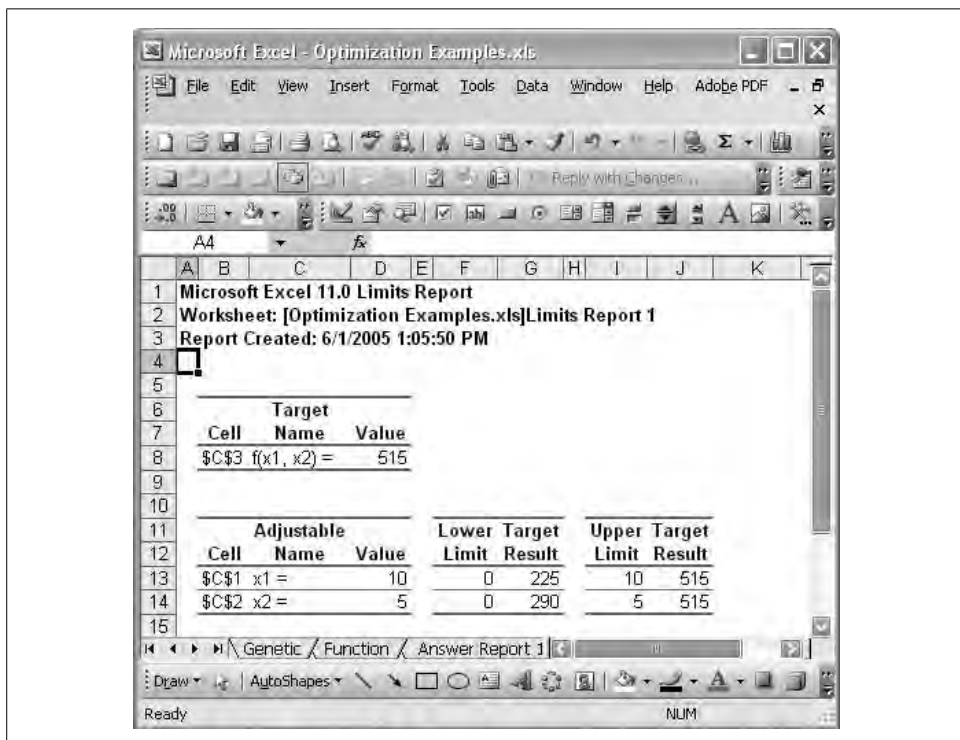 Microsoft Excel - Optimization Examples.xls
File Edit View Insert Format Tools Data Window Help Adobe PDF
Reply with Changes...
A4 fx
A B C D E F G H I J K
1 Microsoft Excel 11.0 Limits Report
2 Worksheet: [Optimization Examples.xls]Limits Report 1
3 Report Created: 6/1/2005 1:05:50 PM
4
5
6 Target
7 Cell Name Value
8 $C$3 f(x1, x2) = 515
9
10
11 Adjustable Lower Target Upper Target
12 Cell Name Value Limit Result Limit Result
13 $C$1 x1 = 10 0 225 10 515
14 $C$2 x2 = 5 0 290 5 515
15
Genetic / Function / Answer Report 1
Draw AutoShapes
Ready NUM